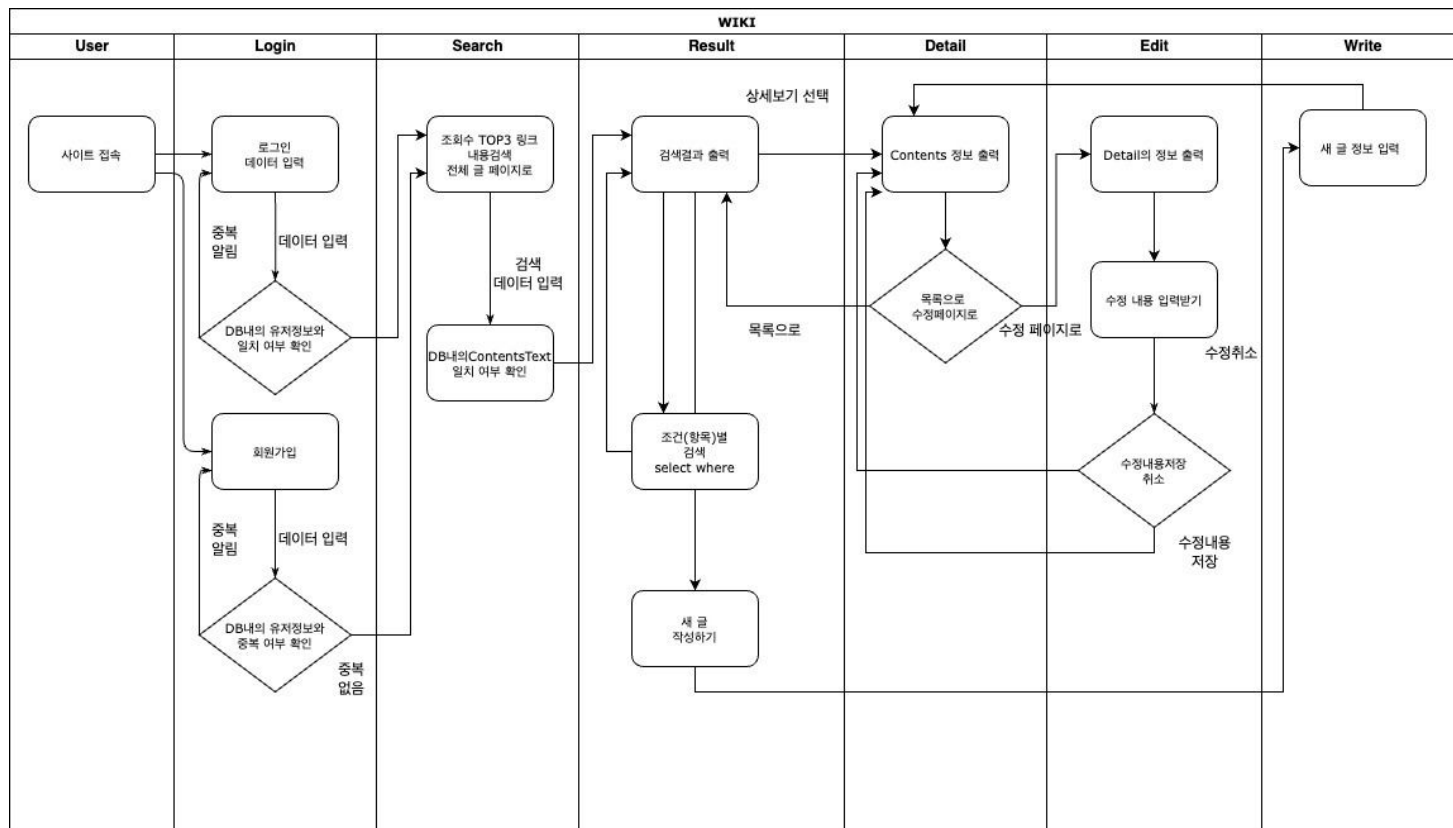 WIKI
User
Login
Search
Result
Detail
Edit
Write
사이트 접속
로그인
데이터 입력
중복
알림
데이터 입력
DB내의 유저정보와
일치 여부 확인
회원가입
중복
알림
데이터 입력
DB내의 유저정보와
중복 여부 확인
중복
없음
조회수 TOP3 링크
내용검색
전체 글 페이지로
검색
데이터 입력
DB내의ContentsText
일치 여부 확인
상세보기 선택
검색결과 출력
목록으로
조건(항목)별
검색
select where
새 글
작성하기
Contents 정보 출력
목록으로
수정페이지로
수정 페이지로
Detail의 정보 출력
수정 내용 입력받기
수정취소
수정내용저장
취소
수정내용
저장
새 글 정보 입력